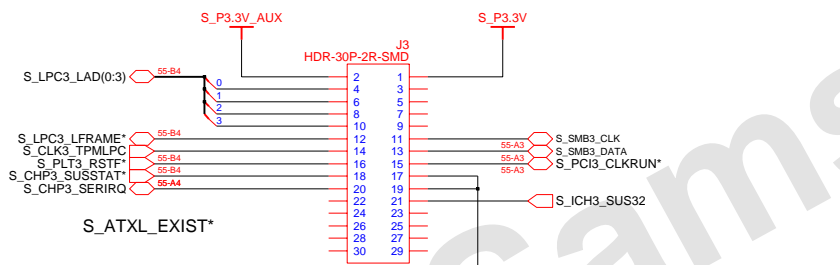 S_P3.3V_AUX
S_P3.3V
J3
HDR-30P-2R-SMD
S_LPC3_LAD(0:3) 55-B4
0
1
2
3
2 1
4 3
6 5
8 7
10 9
S_LPC3_LFRAME* 55-B4 12 11 S_SMB3_CLK
S_CLK3_TPMLPC 14 13 55-A3 S_SMB3_DATA
S_PLT3_RSTF* 55-B4 16 15 55-A3 S_PCI3_CLKRUN*
S_CHP3_SUSSTAT* 55-B4 18 17 55-A3
S_CHP3_SERIRQ 55-A4 20 19
22 21 S_ICH3_SUS32
24 23
26 25
28 27
30 29
S_ATXL_EXIST*